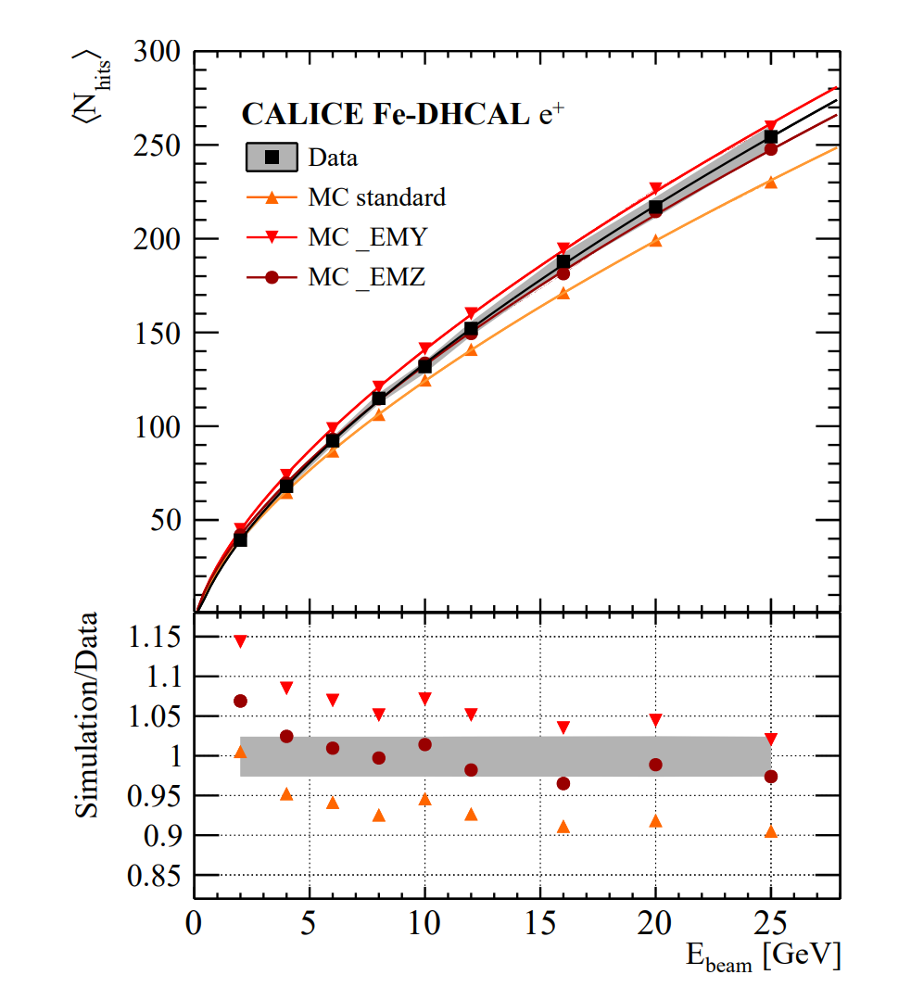 ⟨N_hits⟩
300
250
200
150
100
50
CALICE Fe-DHCAL e⁺
Data
MC standard
MC _EMY
MC _EMZ
Simulation/Data
1.15
1.1
1.05
1
0.95
0.9
0.85
0 5 10 15 20 25
E_beam [GeV]